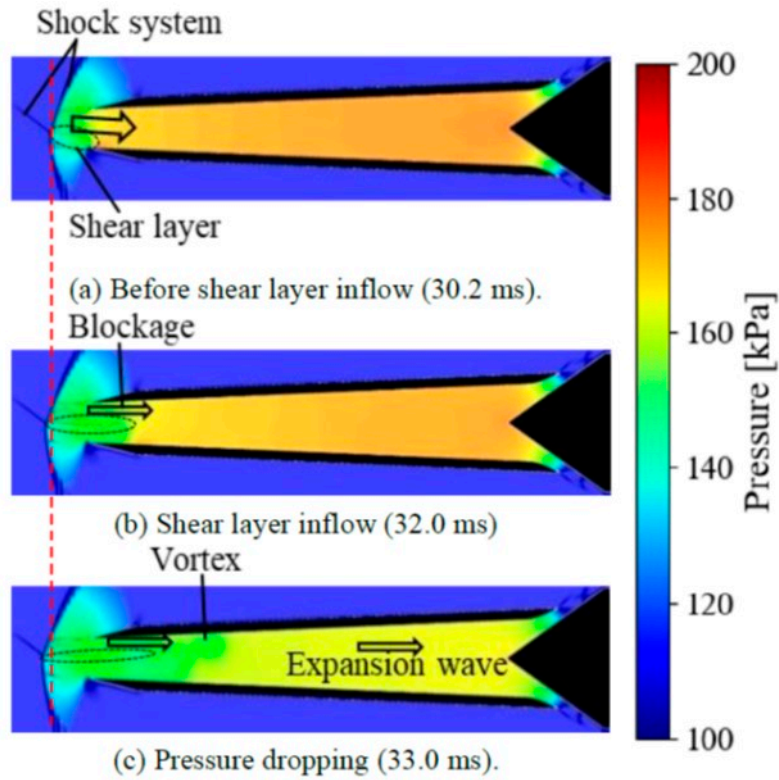 Shock system
Shear layer
(a) Before shear layer inflow (30.2 ms).
Blockage
(b) Shear layer inflow (32.0 ms)
Vortex
Expansion wave
(c) Pressure dropping (33.0 ms).
200
180
160
140
120
100
Pressure [kPa]